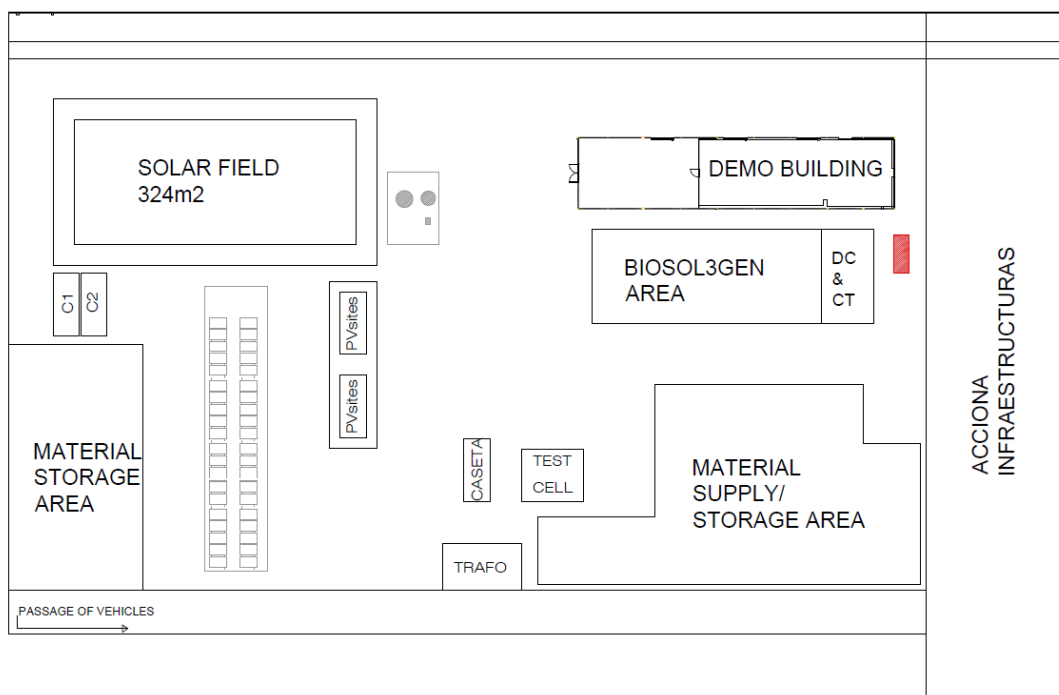 SOLAR FIELD
324m2
DEMO BUILDING
BIOSOL3GEN
AREA
DC
&
CT
C1
C2
PVsites
PVsites
MATERIAL
STORAGE
AREA
CASETA
TEST
CELL
MATERIAL
SUPPLY/
STORAGE AREA
TRAFO
PASSAGE OF VEHICLES
ACCIONA
INFRAESTRUCTURAS